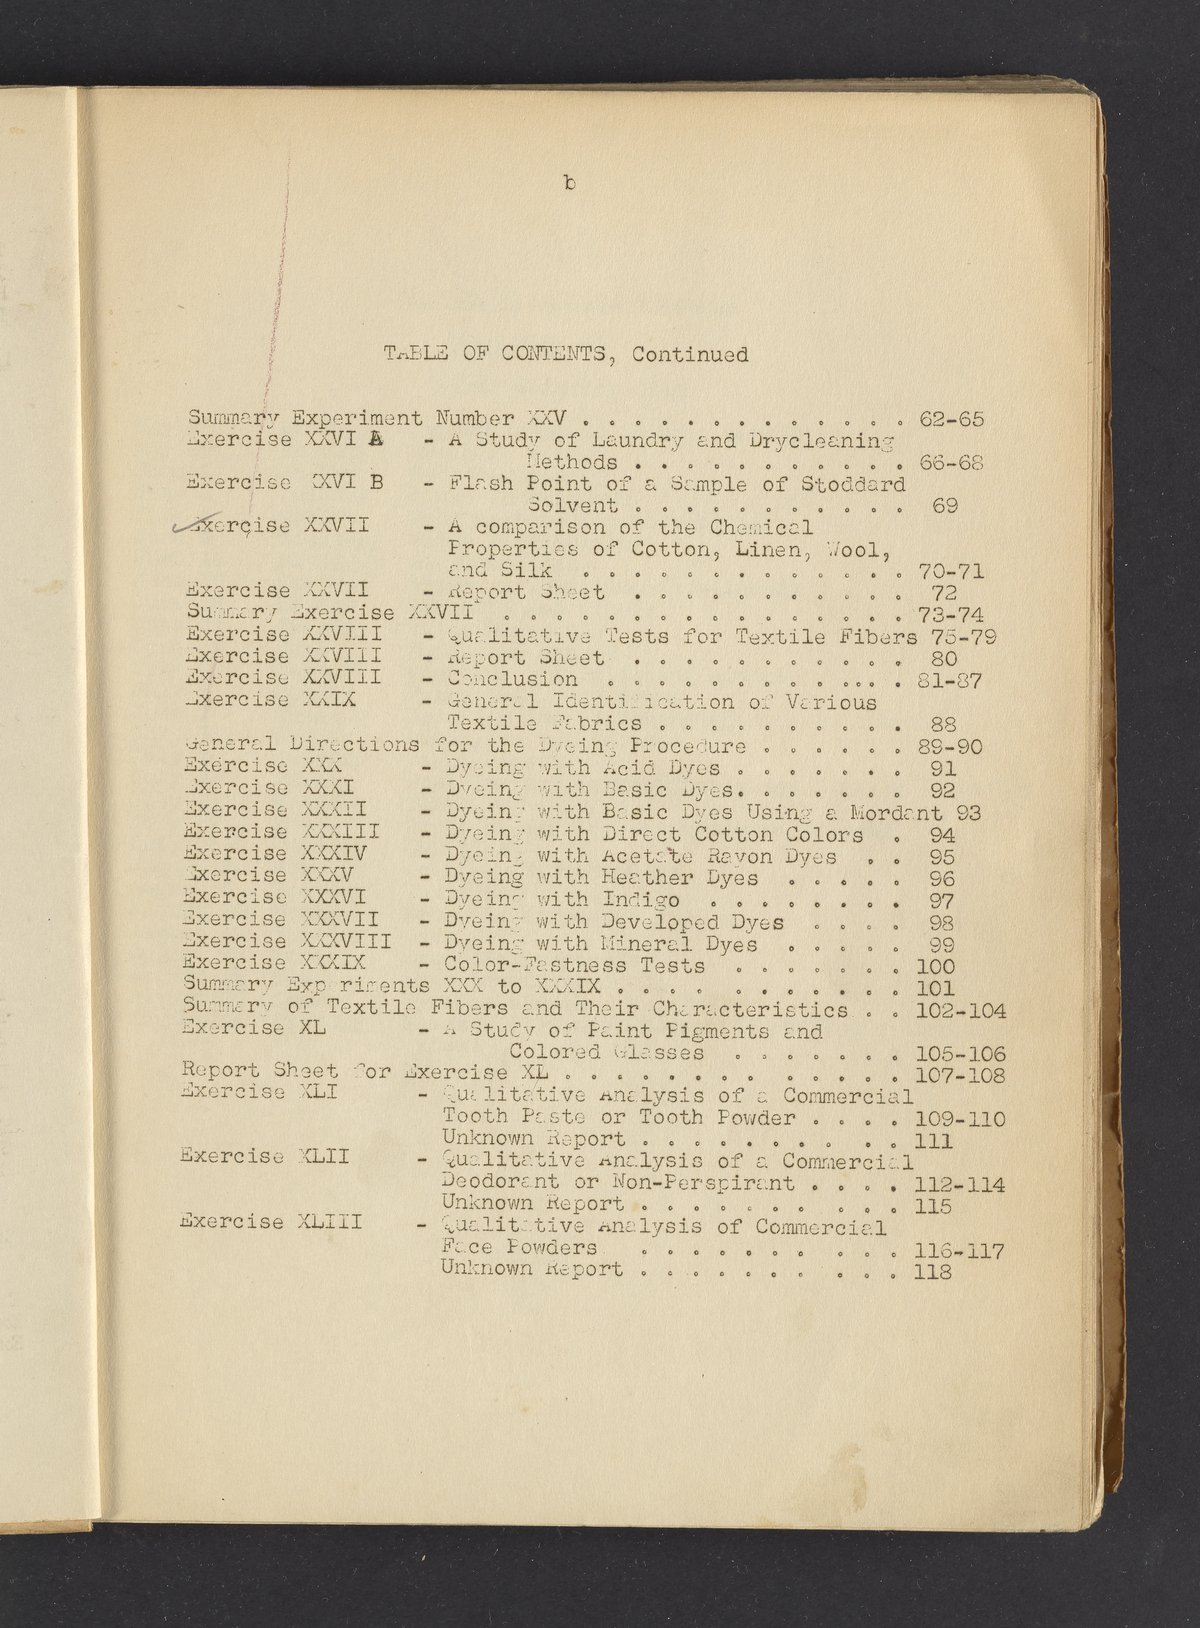 b
TABLE OF CONTENTS, Continued
Summary Experiment Number XXV . . . . . . . . . . . . . 62-65
Exercise XXVI A - A Study of Laundry and Drycleaning
Methods . . . . . . . . . . . 66-68
Exercise XXVI B - Flash Point of a Sample of Stoddard
Solvent . . . . . . . . . . . 69
Exercise XXVII - A comparison of the Chemical
Properties of Cotton, Linen, Wool,
and Silk . . . . . . . . . . . . . 70-71
Exercise XXVII - Report Sheet . . . . . . . . . . . 72
Summary Exercise XXVII . . . . . . . . . . . . . . . . 73-74
Exercise XXVIII - Qualitative Tests for Textile Fibers 75-79
Exercise XXVIII - Report Sheet . . . . . . . . . . . 80
Exercise XXVIII - Conclusion . . . . . . . . . . . . 81-87
Exercise XXIX - General Identification of Various
Textile Fabrics . . . . . . . . . . 88
General Directions for the Dyeing Procedure . . . . . . 89-90
Exercise XXX - Dyeing with Acid Dyes . . . . . . . 91
Exercise XXXI - Dyeing with Basic Dyes. . . . . . . 92
Exercise XXXII - Dyeing with Basic Dyes Using a Mordant 93
Exercise XXXIII - Dyeing with Direct Cotton Colors . 94
Exercise XXXIV - Dyeing with Acetate Rayon Dyes . . 95
Exercise XXXV - Dyeing with Heather Dyes . . . . . 96
Exercise XXXVI - Dyeing with Indigo . . . . . . . . 97
Exercise XXXVII - Dyeing with Developed Dyes . . . . 98
Exercise XXXVIII - Dyeing with Mineral Dyes . . . . . 99
Exercise XXXIX - Color-Fastness Tests . . . . . . . 100
Summary Experiments XXX to XXXIX . . . . . . . . . . 101
Summary of Textile Fibers and Their Characteristics . . 102-104
Exercise XL - A Study of Paint Pigments and
Colored Glasses . . . . . . . 105-106
Report Sheet for Exercise XL . . . . . . . . . . . . . 107-108
Exercise XLI - Qualitative Analysis of a Commercial
Tooth Paste or Tooth Powder . . . . 109-110
Unknown Report . . . . . . . . . . 111
Exercise XLII - Qualitative Analysis of a Commercial
Deodorant or Non-Perspirant . . . . 112-114
Unknown Report . . . . . . . . . . 115
Exercise XLIII - Qualitative Analysis of Commercial
Face Powders . . . . . . . . . . 116-117
Unknown Report . . . . . . . . . . 118